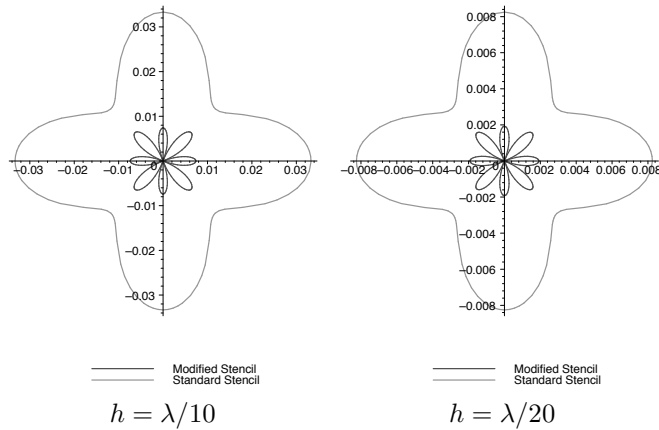 0.03
0.02
0.01
−0.03 −0.02 −0.01 0 0.01 0.02 0.03
−0.01
−0.02
−0.03
Modified Stencil
Standard Stencil
h = λ/10
0.008
0.006
0.004
0.002
−0.008 −0.006 −0.004 −0.002 0 0.002 0.004 0.006 0.008
−0.002
−0.004
−0.006
−0.008
Modified Stencil
Standard Stencil
h = λ/20